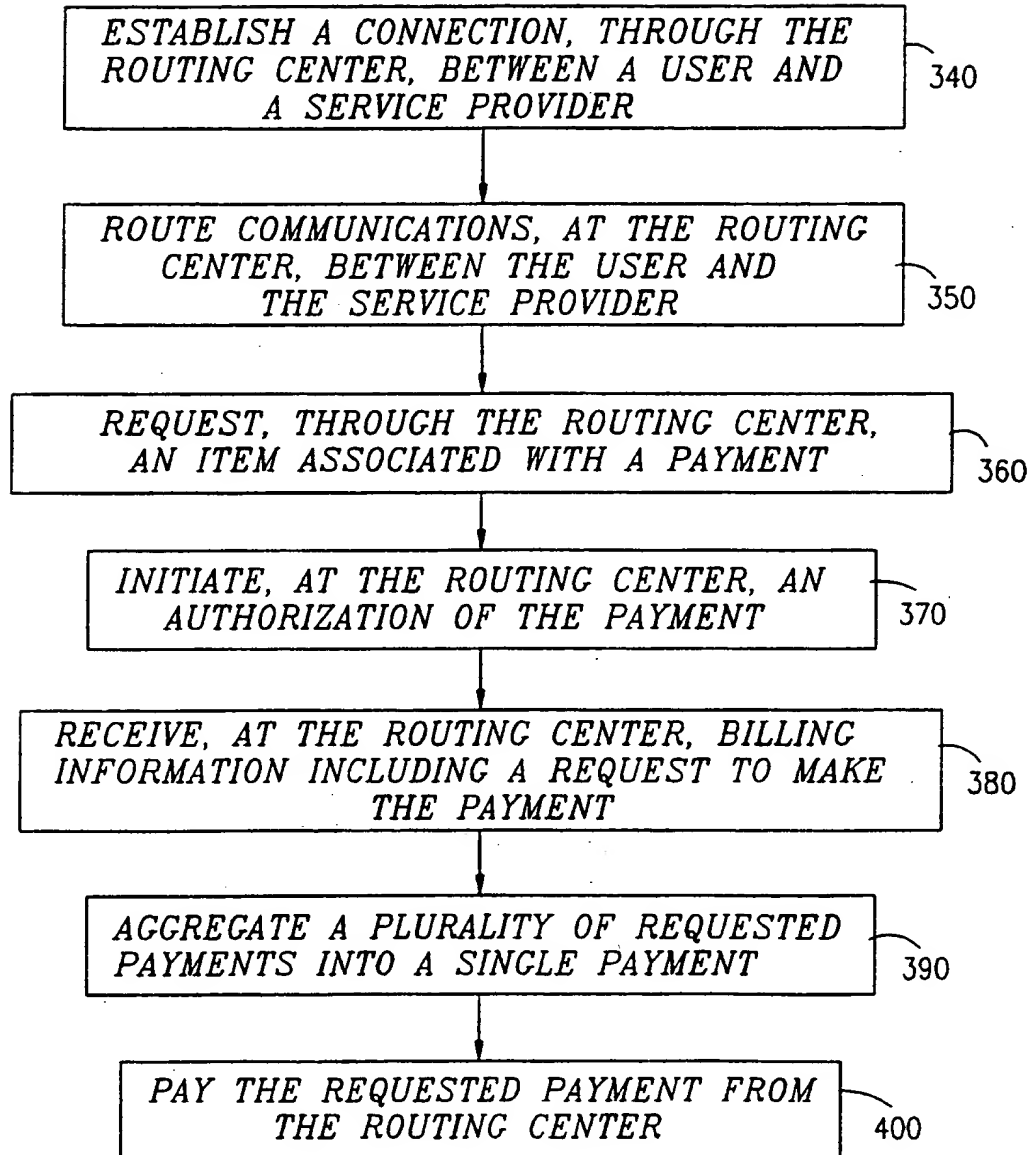 ESTABLISH A CONNECTION, THROUGH THE
ROUTING CENTER, BETWEEN A USER AND
A SERVICE PROVIDER
340
ROUTE COMMUNICATIONS, AT THE ROUTING
CENTER, BETWEEN THE USER AND
THE SERVICE PROVIDER
350
REQUEST, THROUGH THE ROUTING CENTER,
AN ITEM ASSOCIATED WITH A PAYMENT
360
INITIATE, AT THE ROUTING CENTER, AN
AUTHORIZATION OF THE PAYMENT
370
RECEIVE, AT THE ROUTING CENTER, BILLING
INFORMATION INCLUDING A REQUEST TO MAKE
THE PAYMENT
380
AGGREGATE A PLURALITY OF REQUESTED
PAYMENTS INTO A SINGLE PAYMENT
390
PAY THE REQUESTED PAYMENT FROM
THE ROUTING CENTER
400